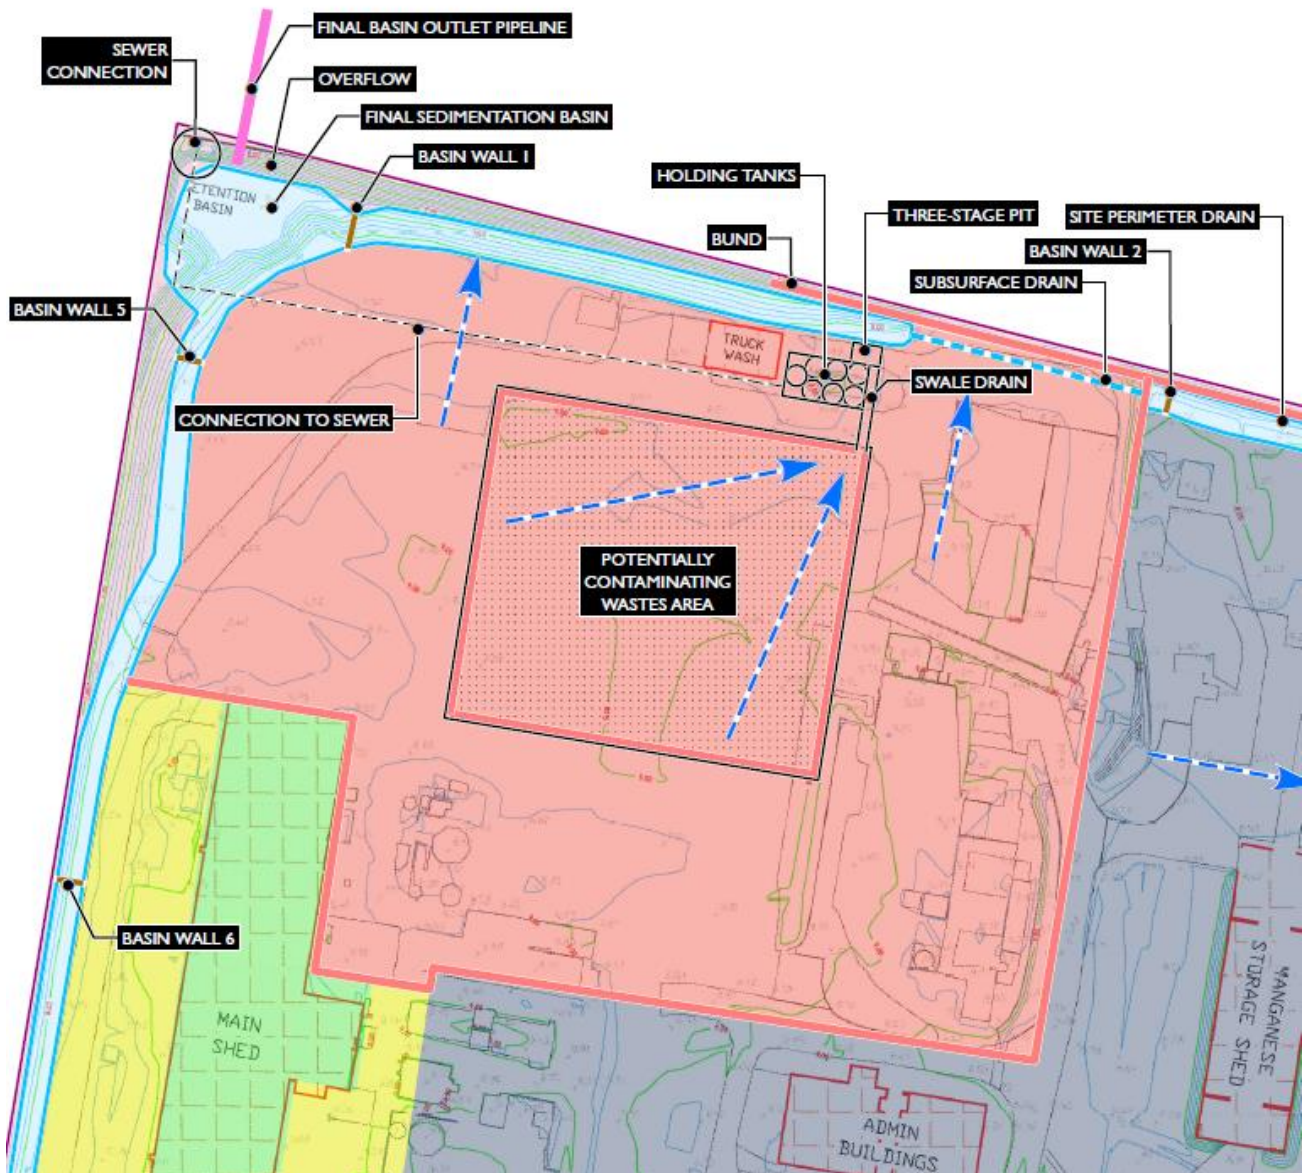 FINAL BASIN OUTLET PIPELINE
SEWER
CONNECTION
OVERFLOW
FINAL SEDIMENTATION BASIN
BASIN WALL 1
HOLDING TANKS
THREE-STAGE PIT
SITE PERIMETER DRAIN
BUND
BASIN WALL 2
SUBSURFACE DRAIN
ETENTION
BASIN
BASIN WALL 5
TRUCK
WASH
SWALE DRAIN
CONNECTION TO SEWER
POTENTIALLY
CONTAMINATING
WASTES AREA
BASIN WALL 6
MAIN
SHED
MANGANESE
STORAGE SHED
ADMIN
BUILDINGS